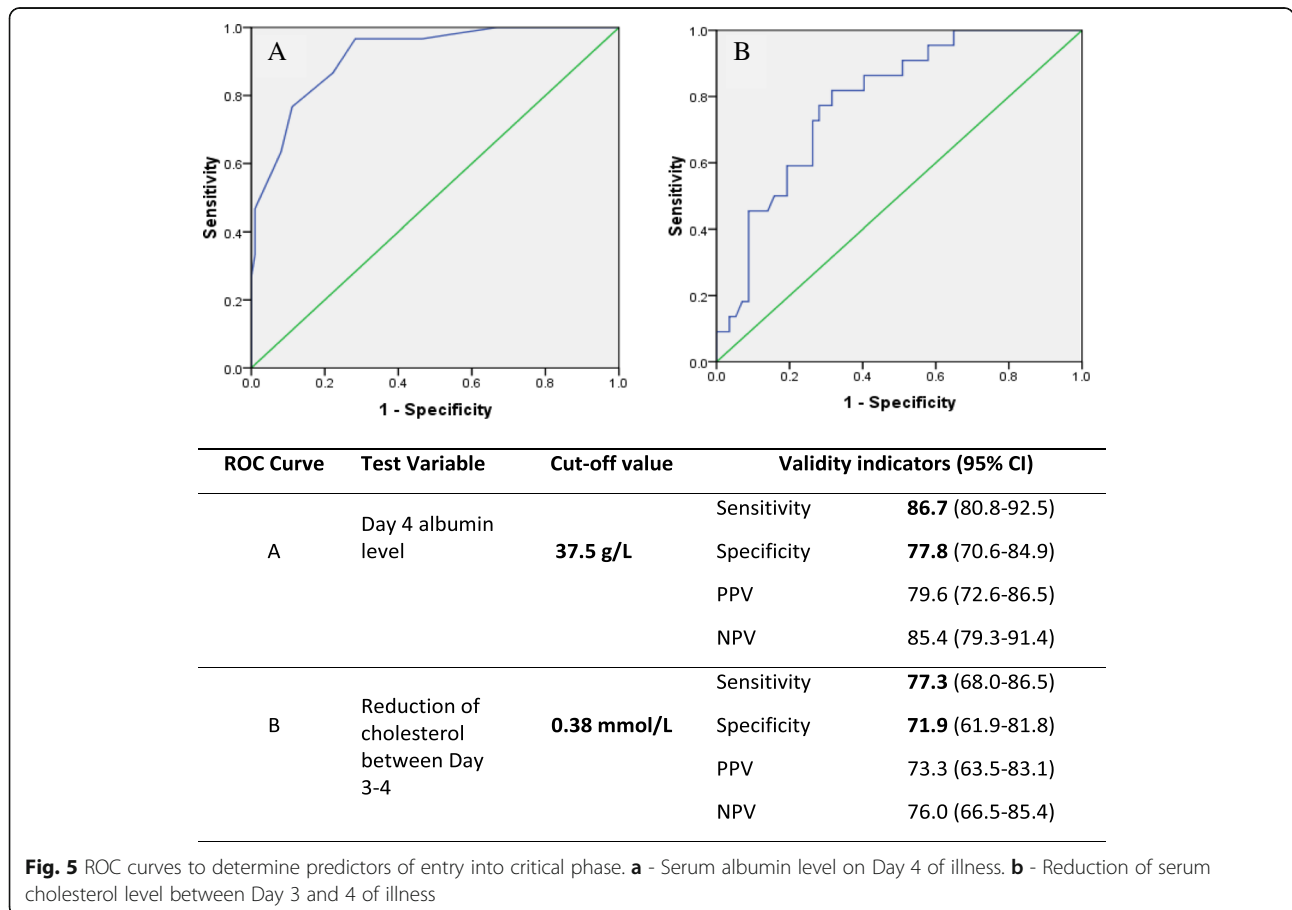 A
1.0
0.8
0.6
0.4
0.2
0.0
Sensitivity
0.0 0.2 0.4 0.6 0.8 1.0
1 - Specificity
B
1.0
0.8
0.6
0.4
0.2
0.0
Sensitivity
0.0 0.2 0.4 0.6 0.8 1.0
1 - Specificity
ROC Curve Test Variable Cut-off value Validity indicators (95% CI)
A
Day 4 albumin
level
37.5 g/L
Sensitivity 86.7 (80.8-92.5)
Specificity 77.8 (70.6-84.9)
PPV 79.6 (72.6-86.5)
NPV 85.4 (79.3-91.4)
B
Reduction of
cholesterol
between Day
3-4
0.38 mmol/L
Sensitivity 77.3 (68.0-86.5)
Specificity 71.9 (61.9-81.8)
PPV 73.3 (63.5-83.1)
NPV 76.0 (66.5-85.4)
Fig. 5 ROC curves to determine predictors of entry into critical phase. a - Serum albumin level on Day 4 of illness. b - Reduction of serum
cholesterol level between Day 3 and 4 of illness